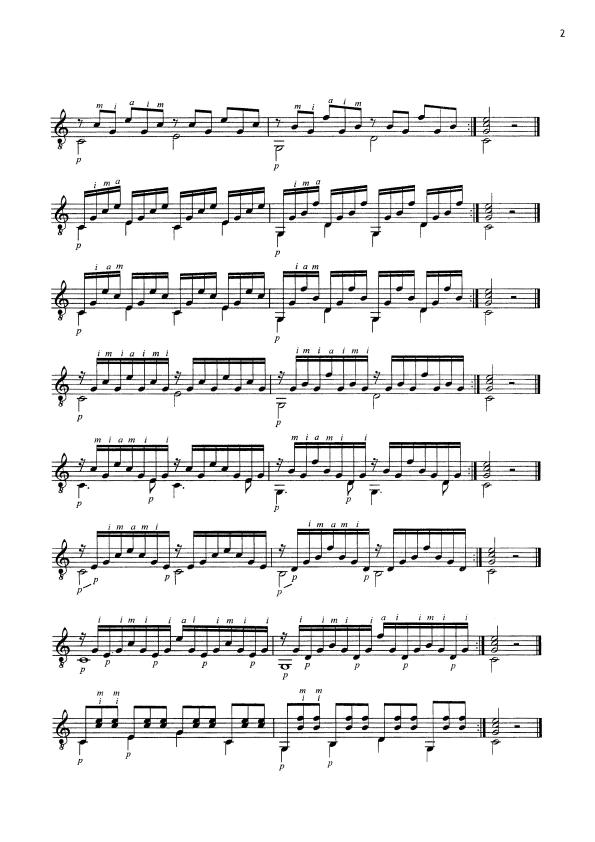 2
m i a i m m i a i m
p p
i m a i m a
p p
i a m i a m
p p
i m i a i m i i m i a i m i
p p
m i a m i i m i a m i i
p p p p
i m a m i i m a m i
p p p p p p
i i m i a i m i i i m i a i m i
p p p p p p p p
m m m m
i i i i
p p p p